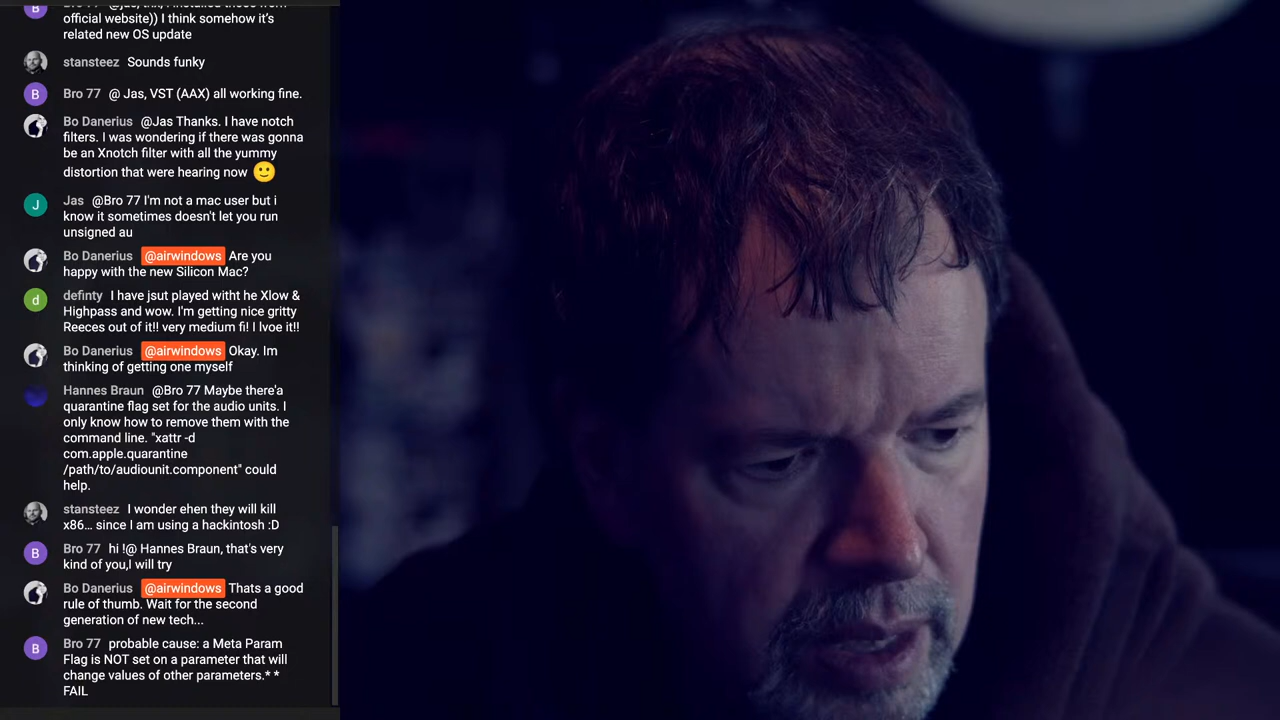 official website)) I think somehow it's
related new OS update
stansteez Sounds funky
B
Bro 77 @ Jas, VST (AAX) all working fine.
Bo Danerius @Jas Thanks. I have notch
filters. I was wondering if there was gonna
be an Xnotch filter with all the yummy
distortion that were hearing now 🙂
J
Jas @Bro 77 I'm not a mac user but i
know it sometimes doesn't let you run
unsigned au
Bo Danerius @airwindows Are you
happy with the new Silicon Mac?
d
definty I have jsut played witht he Xlow &
Highpass and wow. I'm getting nice gritty
Reeces out of it!! very medium fi! I lvoe it!!
Bo Danerius @airwindows Okay. Im
thinking of getting one myself
Hannes Braun @Bro 77 Maybe there'a
quarantine flag set for the audio units. I
only know how to remove them with the
command line. "xattr -d
com.apple.quarantine
/path/to/audiounit.component" could
help.
stansteez I wonder ehen they will kill
x86… since I am using a hackintosh :D
B
Bro 77 hi !@ Hannes Braun, that's very
kind of you,I will try
Bo Danerius @airwindows Thats a good
rule of thumb. Wait for the second
generation of new tech...
B
Bro 77 probable cause: a Meta Param
Flag is NOT set on a parameter that will
change values of other parameters.* *
FAIL